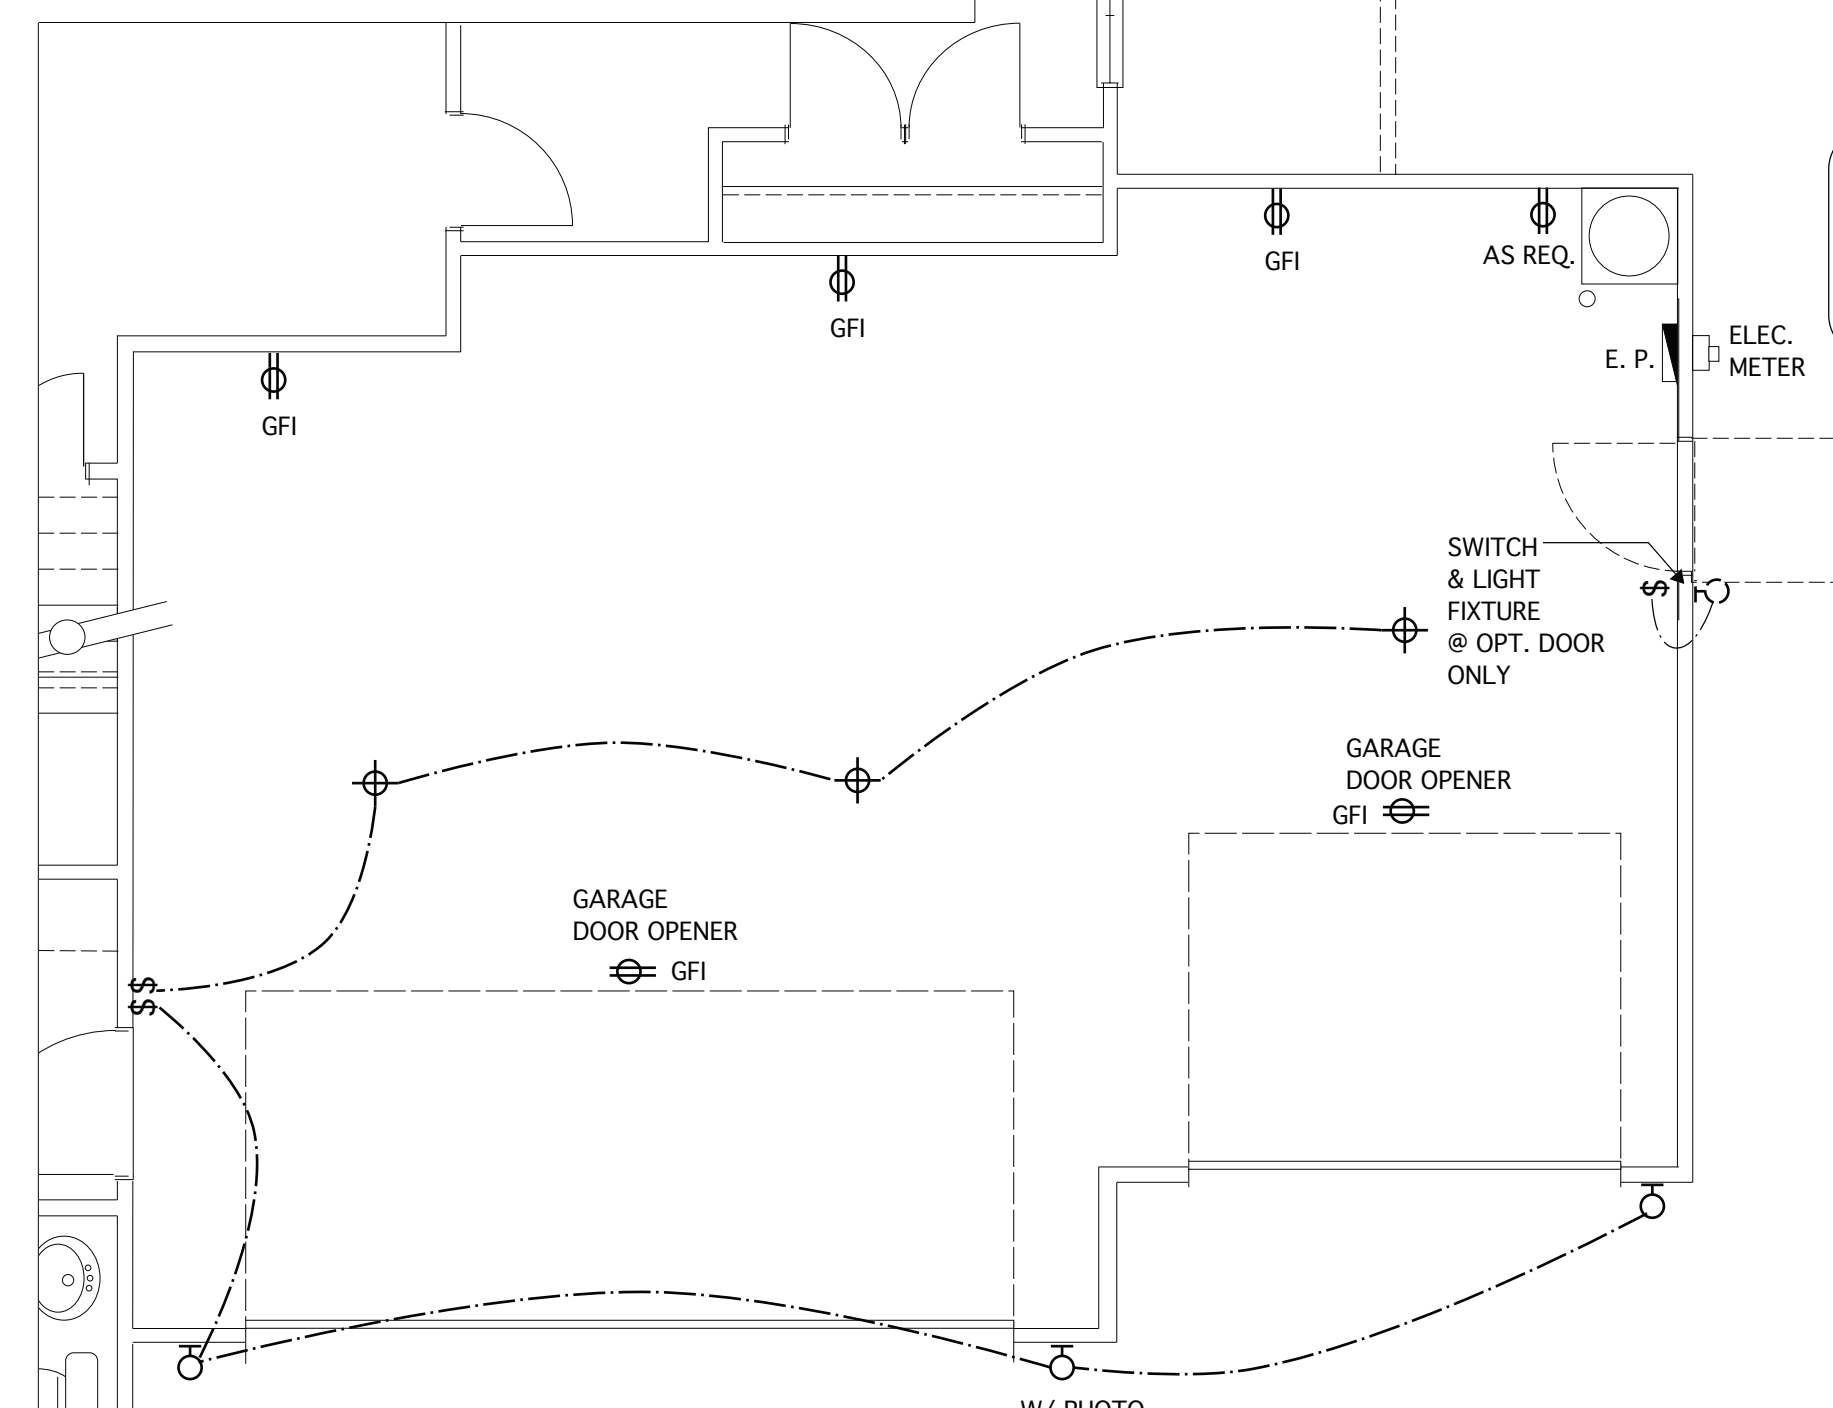 GFI
AS REQ.
GFI
E. P.
ELEC.
METER
GFI
SWITCH
& LIGHT
FIXTURE
@ OPT. DOOR
ONLY
$
GARAGE
DOOR OPENER
GFI
GARAGE
DOOR OPENER
GFI
$
$
W/ PHOTO